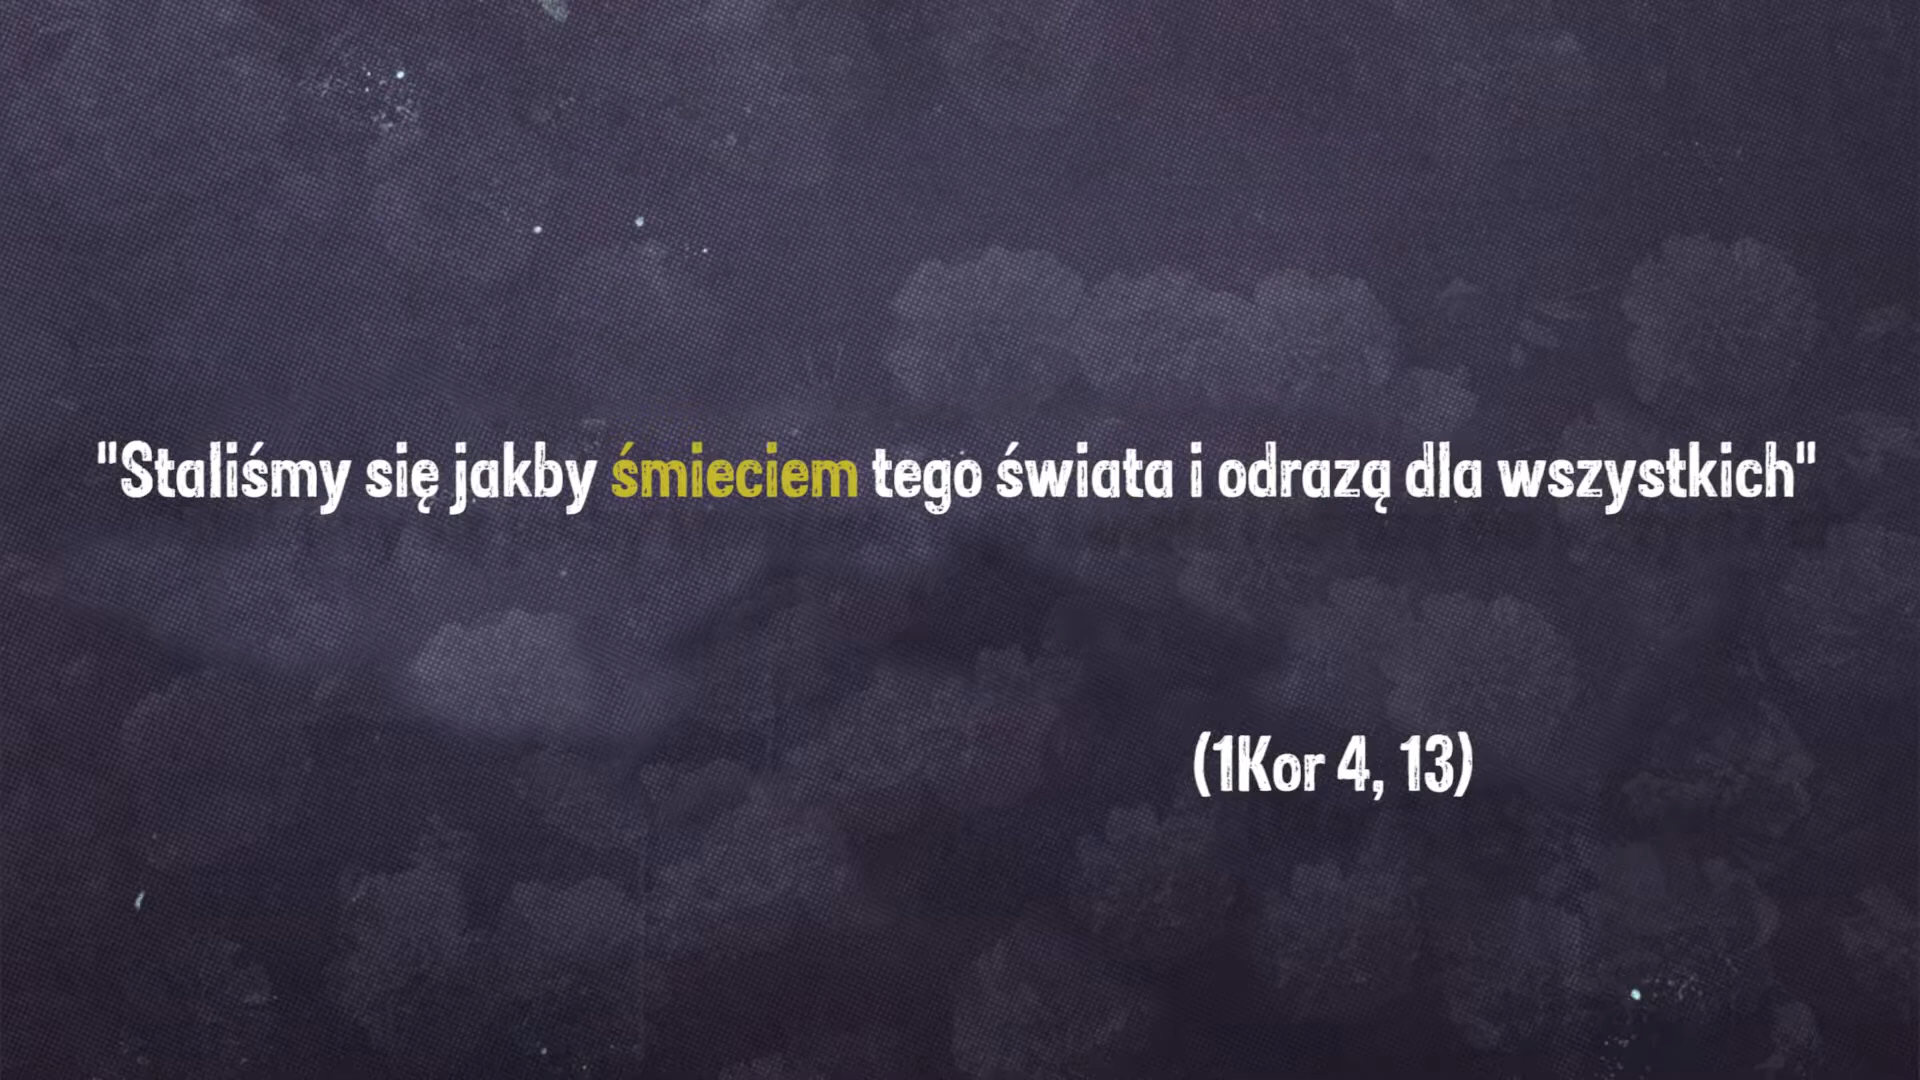 "Staliśmy się jakby śmieciem tego świata i odrazą dla wszystkich"
(1Kor 4, 13)